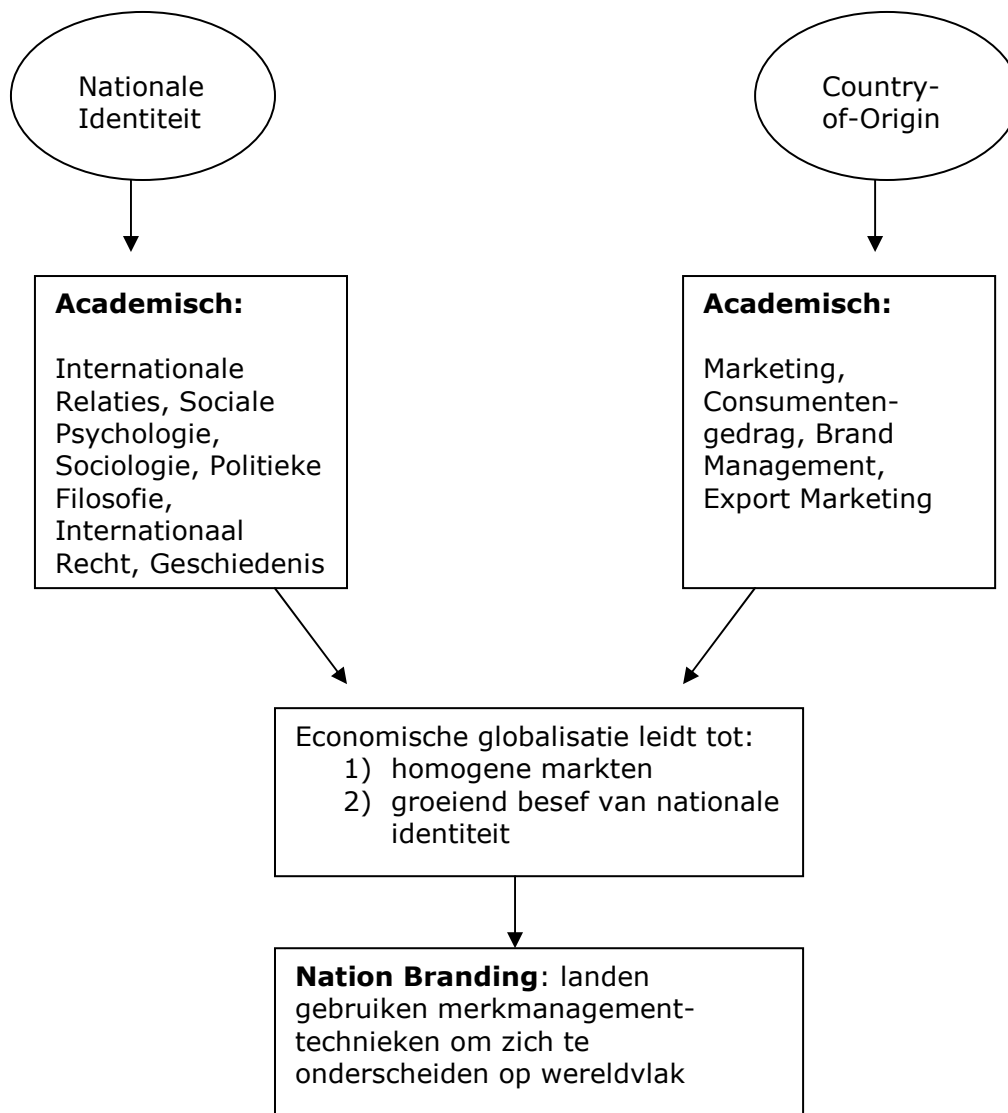 Nationale
Identiteit
Country-
of-Origin
Academisch:
Internationale
Relaties, Sociale
Psychologie,
Sociologie, Politieke
Filosofie,
Internationaal
Recht, Geschiedenis
Academisch:
Marketing,
Consumenten-
gedrag, Brand
Management,
Export Marketing
Economische globalisatie leidt tot:
1) homogene markten
2) groeiend besef van nationale
identiteit
Nation Branding: landen
gebruiken merkmanagement-
technieken om zich te
onderscheiden op wereldvlak